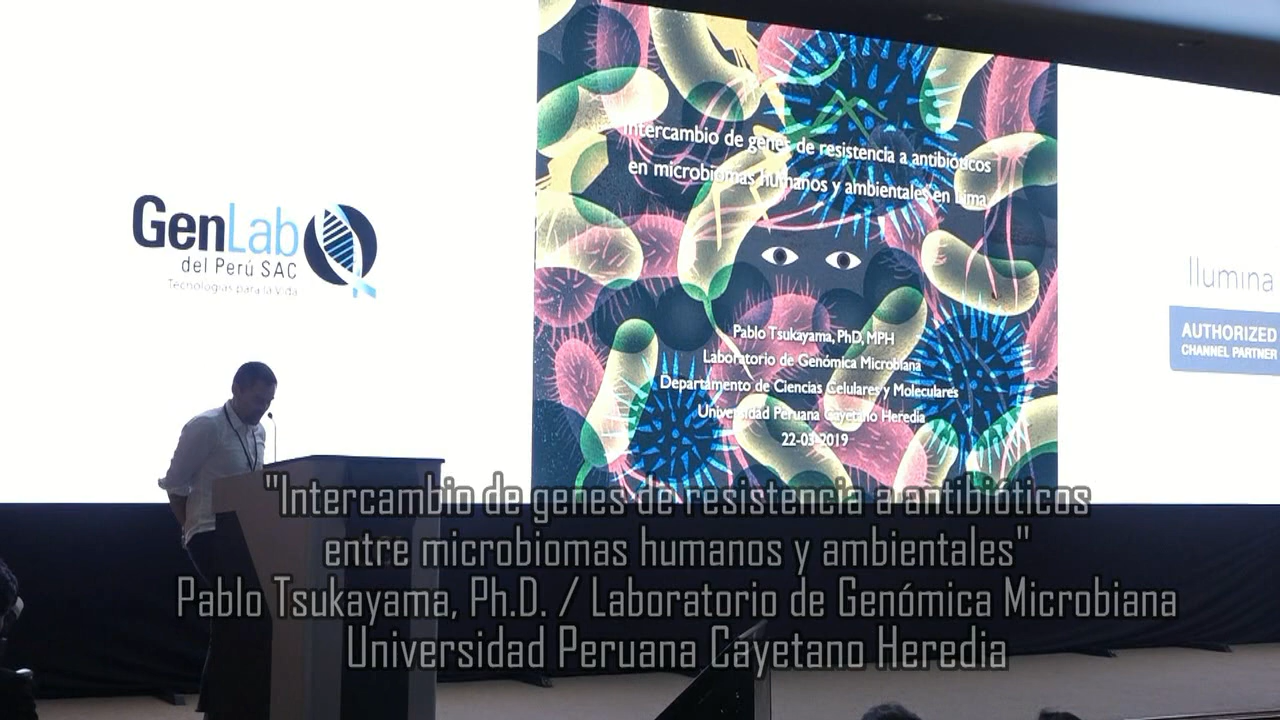 GenLab
del Perú SAC
Tecnologías para la Vida
Intercambio de genes de resistencia a antibióticos
en microbiomas humanos y ambientales en Lima
Pablo Tsukayama, PhD, MPH
Laboratorio de Genómica Microbiana
Departamento de Ciencias Celulares y Moleculares
Universidad Peruana Cayetano Heredia
22-03-2019
Ilumina
AUTHORIZED
CHANNEL PARTNER
"Intercambio de genes de resistencia a antibióticos
entre microbiomas humanos y ambientales"
Pablo Tsukayama, Ph.D. / Laboratorio de Genómica Microbiana
Universidad Peruana Cayetano Heredia